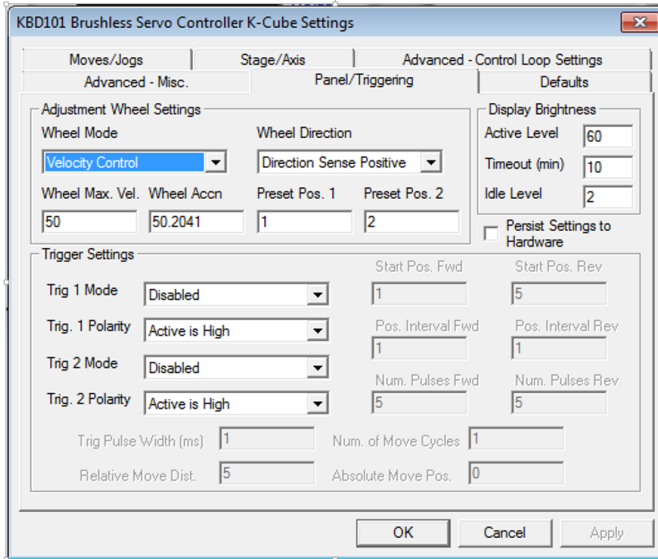 KBD101 Brushless Servo Controller K-Cube Settings
Moves/Jogs Stage/Axis Advanced - Control Loop Settings
Advanced - Misc. Panel/Triggering Defaults
Adjustment Wheel Settings
Wheel Mode Wheel Direction
Velocity Control Direction Sense Positive
Wheel Max. Vel. Wheel Accn Preset Pos. 1 Preset Pos. 2
50 50.2041 1 2
Display Brightness
Active Level 60
Timeout (min) 10
Idle Level 2
Persist Settings to
Hardware
Trigger Settings
Start Pos. Fwd Start Pos. Rev
Trig 1 Mode Disabled 1 5
Trig. 1 Polarity Active is High
Pos. Interval Fwd Pos. Interval Rev
1 1
Trig 2 Mode Disabled
Num. Pulses Fwd Num. Pulses Rev
Trig. 2 Polarity Active is High 5 5
Trig Pulse Width (ms) 1 Num. of Move Cycles 1
Relative Move Dist. 5 Absolute Move Pos. 0
OK Cancel Apply